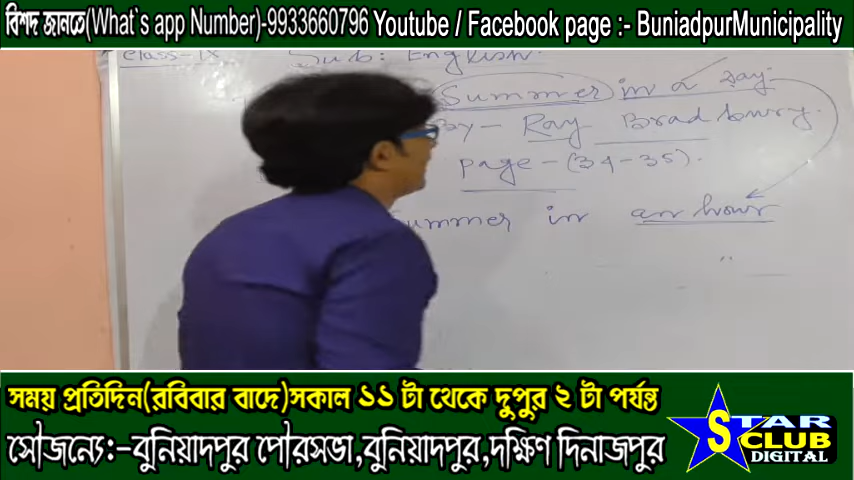 বিশদ জানতে(What`s app Number)-9933660796 Youtube / Facebook page :- BuniadpurMunicipality
Class-IX Sub: English.
Summer in a Day.
By - Ray Bradbury.
page-(34-35).
Summer in an hour
সময় প্রতিদিন(রবিবার বাদে)সকাল ১১ টা থেকে দুপুর ২ টা পর্যন্ত
সৌজন্যে:-বুনিয়াদপুর পৌরসভা,বুনিয়াদপুর,দক্ষিণ দিনাজপুর
STAR
CLUB
DIGITAL